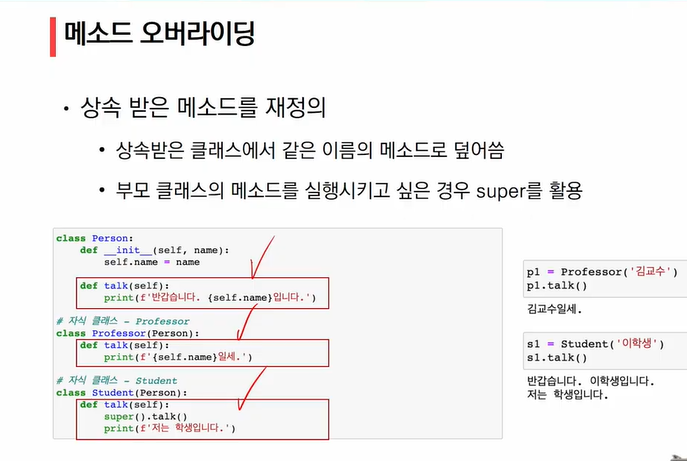 메소드 오버라이딩
• 상속 받은 메소드를 재정의
• 상속받은 클래스에서 같은 이름의 메소드로 덮어씀
• 부모 클래스의 메소드를 실행시키고 싶은 경우 super를 활용
class Person:
    def __init__(self, name):
        self.name = name
    def talk(self):
        print(f'반갑습니다. {self.name}입니다.')
# 자식 클래스 - Professor
class Professor(Person):
    def talk(self):
        print(f'{self.name}일세.')
# 자식 클래스 - Student
class Student(Person):
    def talk(self):
        super().talk()
        print(f'저는 학생입니다.')
p1 = Professor('김교수')
p1.talk()
김교수일세.
s1 = Student('이학생')
s1.talk()
반갑습니다. 이학생입니다.
저는 학생입니다.